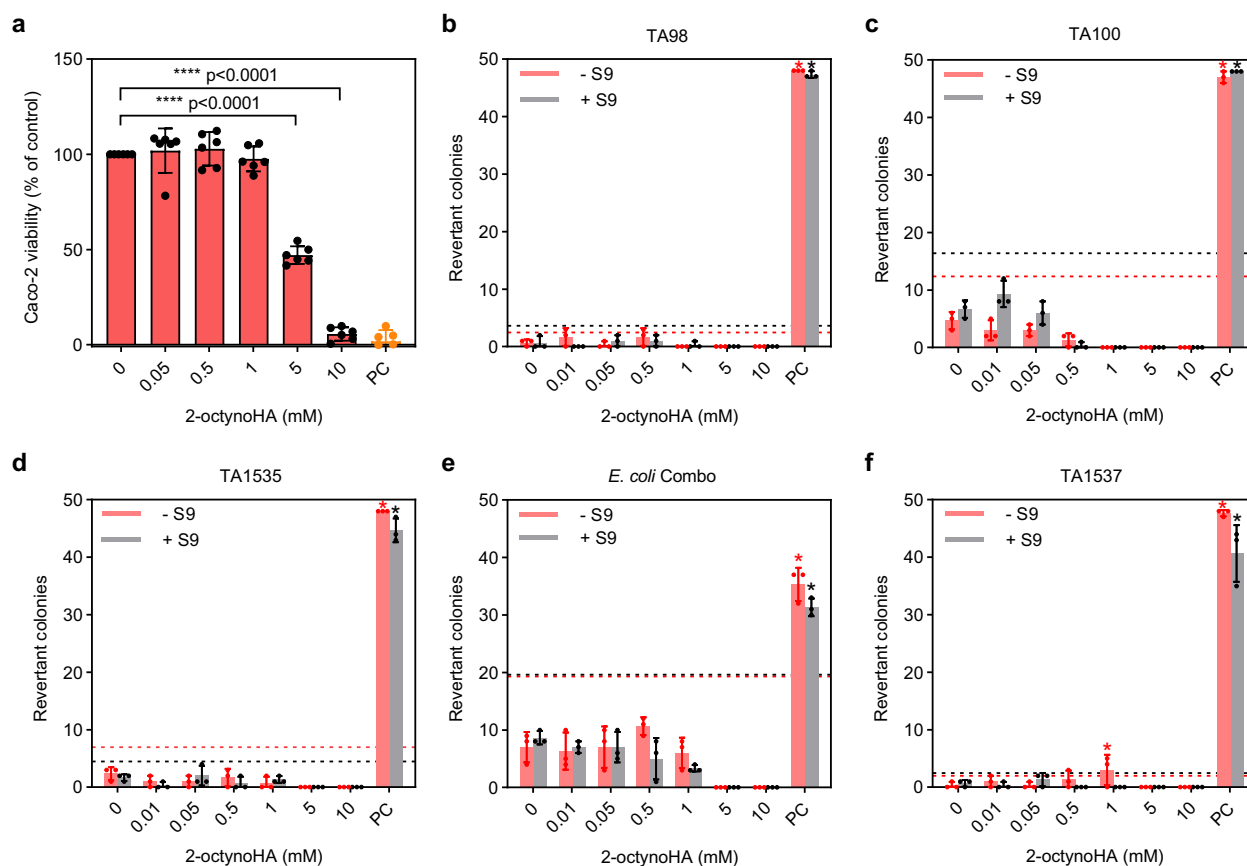 a
150
100
50
0
Caco-2 viability (% of control)
**** p<0.0001
**** p<0.0001
0 0.05 0.5 1 5 10 PC
2-octynoHA (mM)
b
TA98
50
40
30
20
10
0
Revertant colonies
- S9
+ S9
* *
0 0.01 0.05 0.5 1 5 10 PC
2-octynoHA (mM)
c
TA100
50
40
30
20
10
0
Revertant colonies
- S9
+ S9
* *
0 0.01 0.05 0.5 1 5 10 PC
2-octynoHA (mM)
d
TA1535
50
40
30
20
10
0
Revertant colonies
- S9
+ S9
* *
0 0.01 0.05 0.5 1 5 10 PC
2-octynoHA (mM)
e
E. coli Combo
50
40
30
20
10
0
Revertant colonies
- S9
+ S9
* *
0 0.01 0.05 0.5 1 5 10 PC
2-octynoHA (mM)
f
TA1537
50
40
30
20
10
0
Revertant colonies
- S9
+ S9
* * *
0 0.01 0.05 0.5 1 5 10 PC
2-octynoHA (mM)